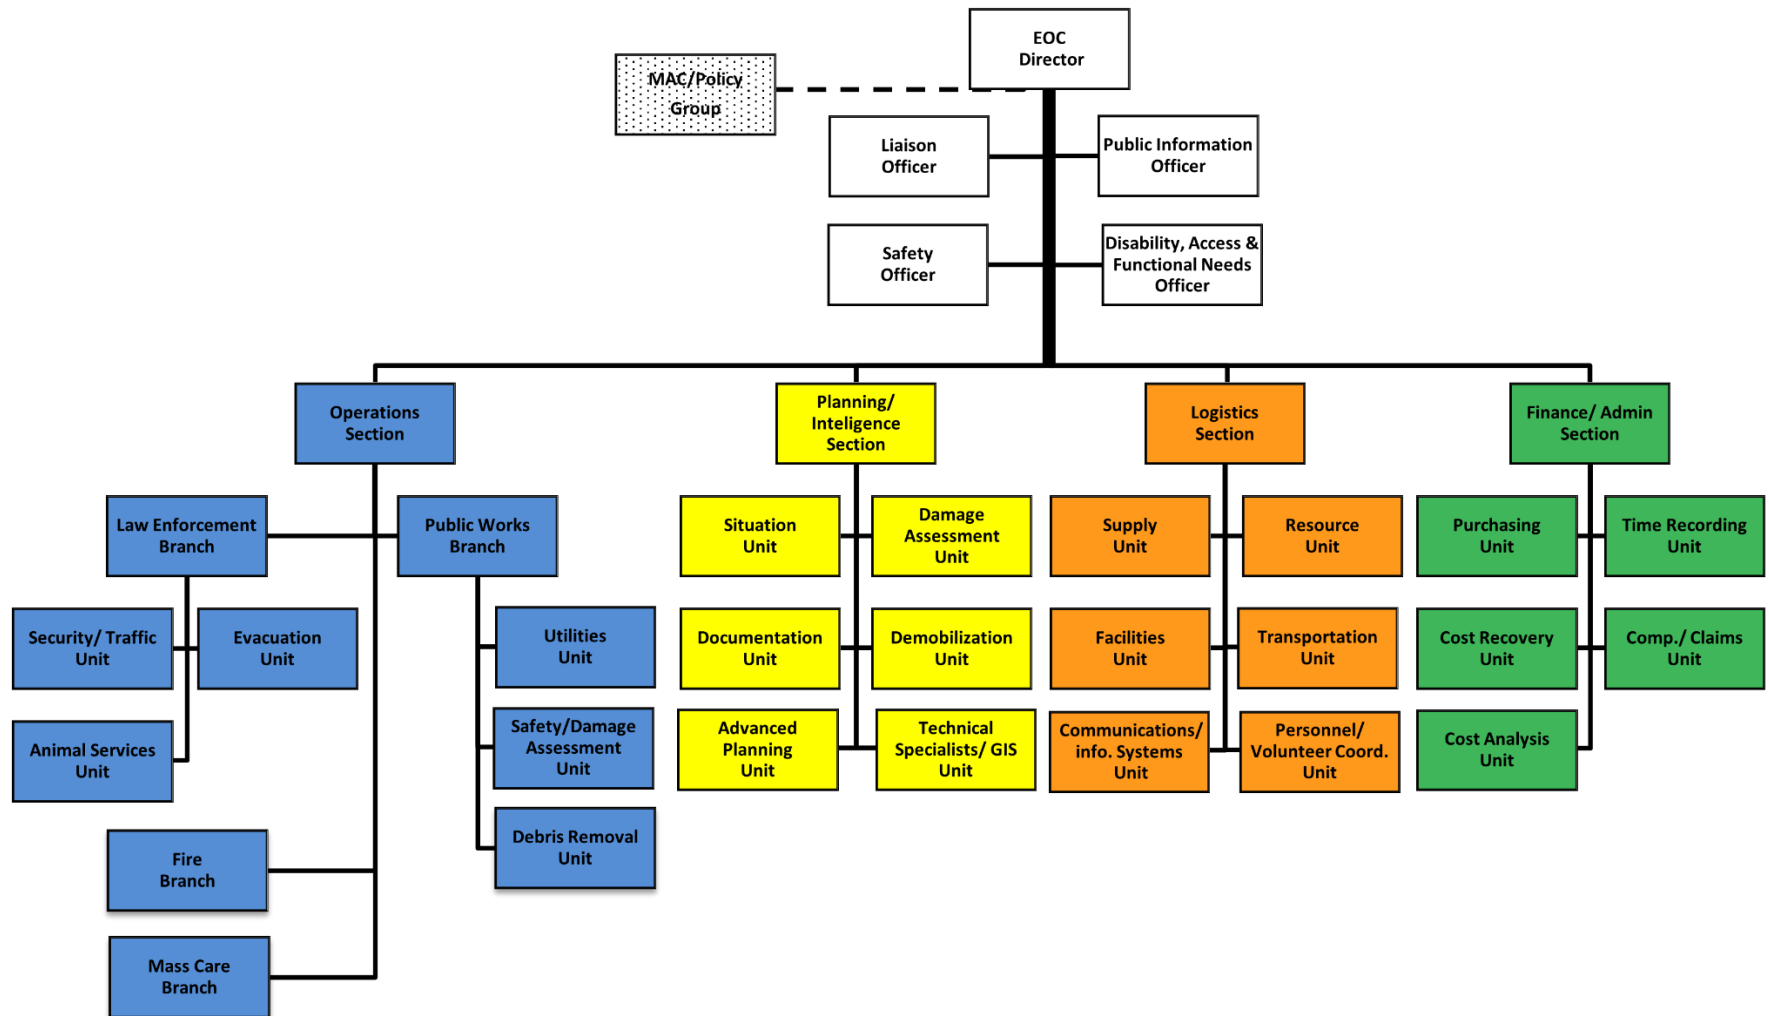 EOC
Director
MAC/Policy
Group
Liaison
Officer
Public Information
Officer
Safety
Officer
Disability, Access &
Functional Needs
Officer
Operations
Section
Planning/
Inteligence
Section
Logistics
Section
Finance/ Admin
Section
Law Enforcement
Branch
Public Works
Branch
Situation
Unit
Damage
Assessment
Unit
Supply
Unit
Resource
Unit
Purchasing
Unit
Time Recording
Unit
Security/ Traffic
Unit
Evacuation
Unit
Utilities
Unit
Documentation
Unit
Demobilization
Unit
Facilities
Unit
Transportation
Unit
Cost Recovery
Unit
Comp./ Claims
Unit
Animal Services
Unit
Safety/Damage
Assessment
Unit
Advanced
Planning
Unit
Technical
Specialists/ GIS
Unit
Communications/
info. Systems
Unit
Personnel/
Volunteer Coord.
Unit
Cost Analysis
Unit
Debris Removal
Unit
Fire
Branch
Mass Care
Branch